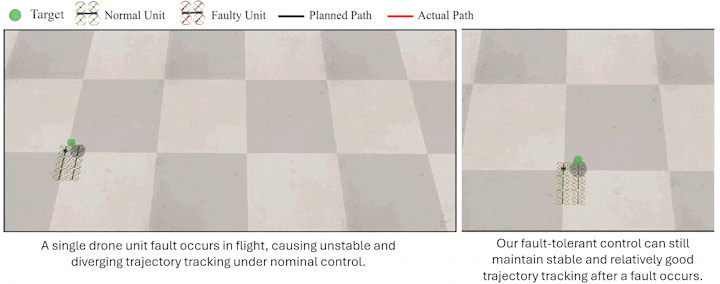 Target Normal Unit Faulty Unit Planned Path Actual Path
A single drone unit fault occurs in flight, causing unstable and
diverging trajectory tracking under nominal control.
Our fault-tolerant control can still
maintain stable and relatively good
trajectory tracking after a fault occurs.